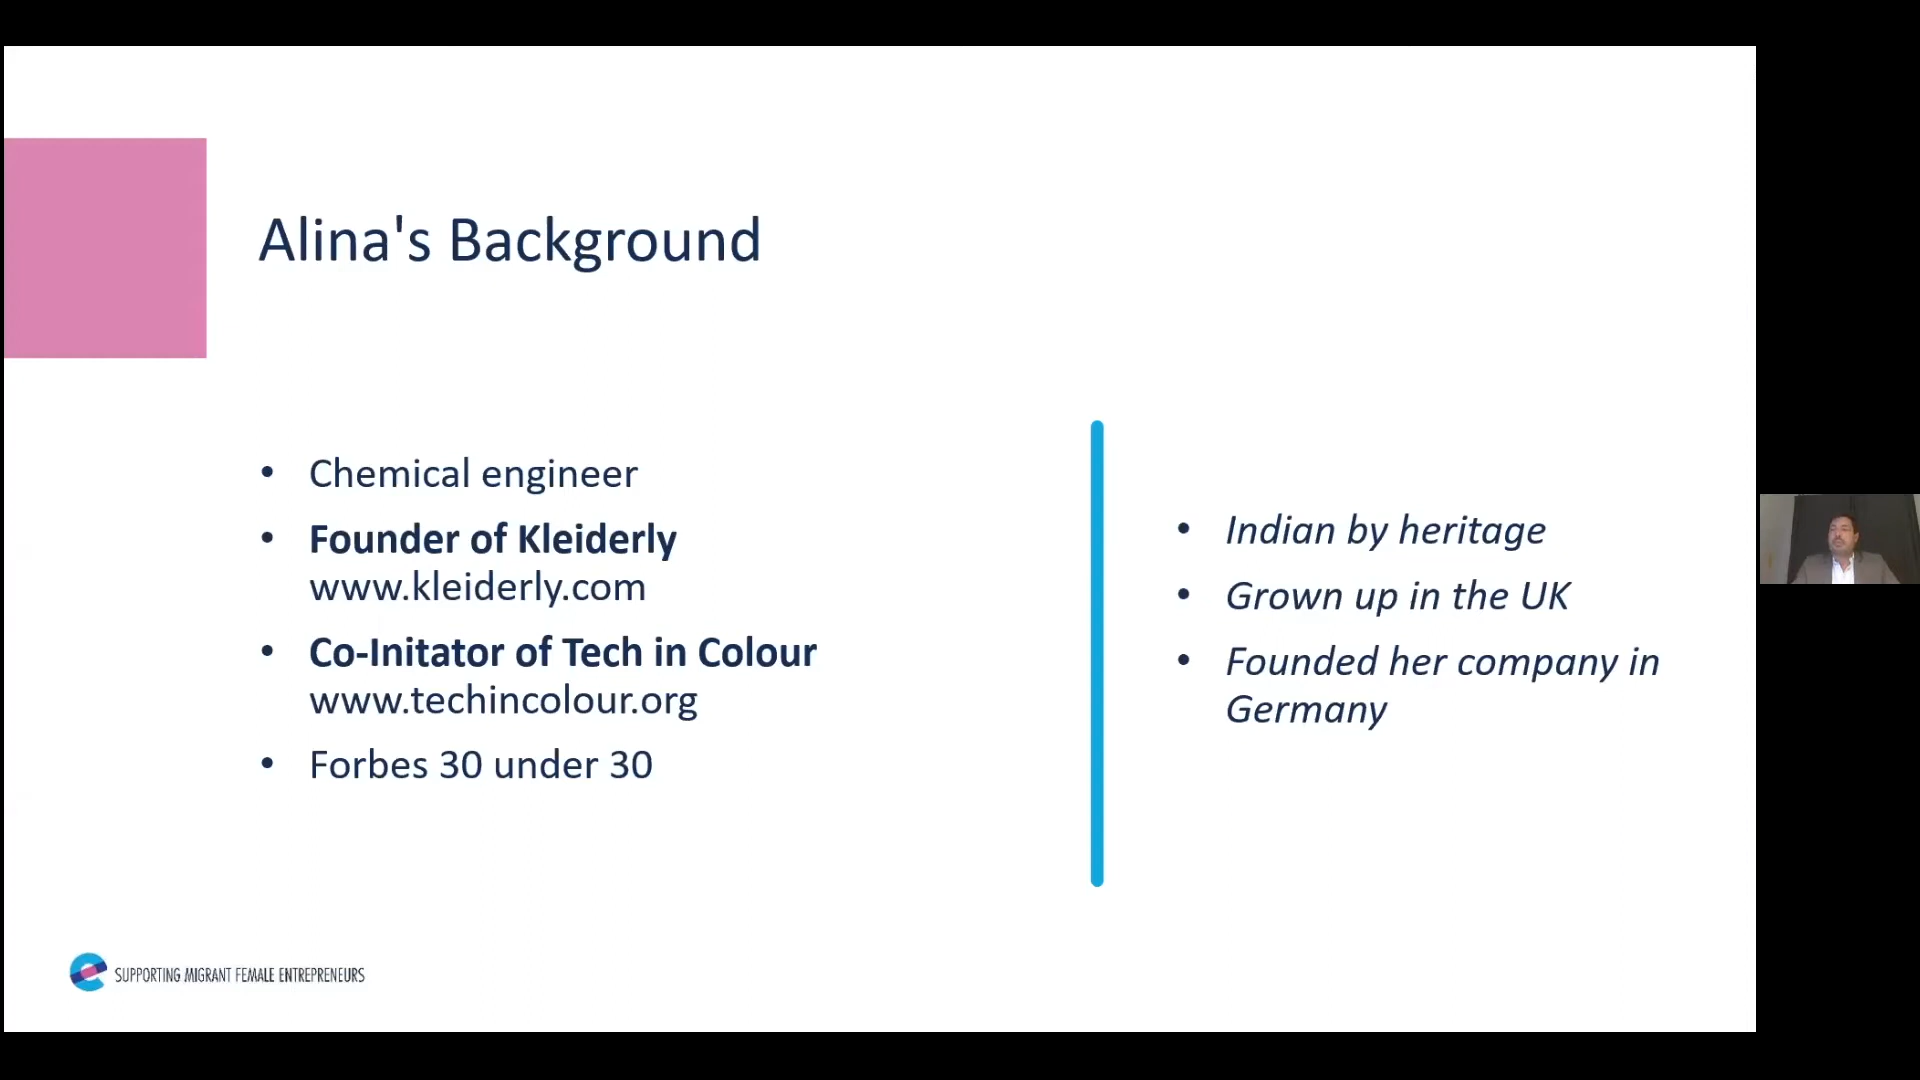 Alina's Background
• Chemical engineer
• Founder of Kleiderly
www.kleiderly.com
• Co-Initator of Tech in Colour
www.techincolour.org
• Forbes 30 under 30
• Indian by heritage
• Grown up in the UK
• Founded her company in
Germany
SUPPORTING MIGRANT FEMALE ENTREPRENEURS